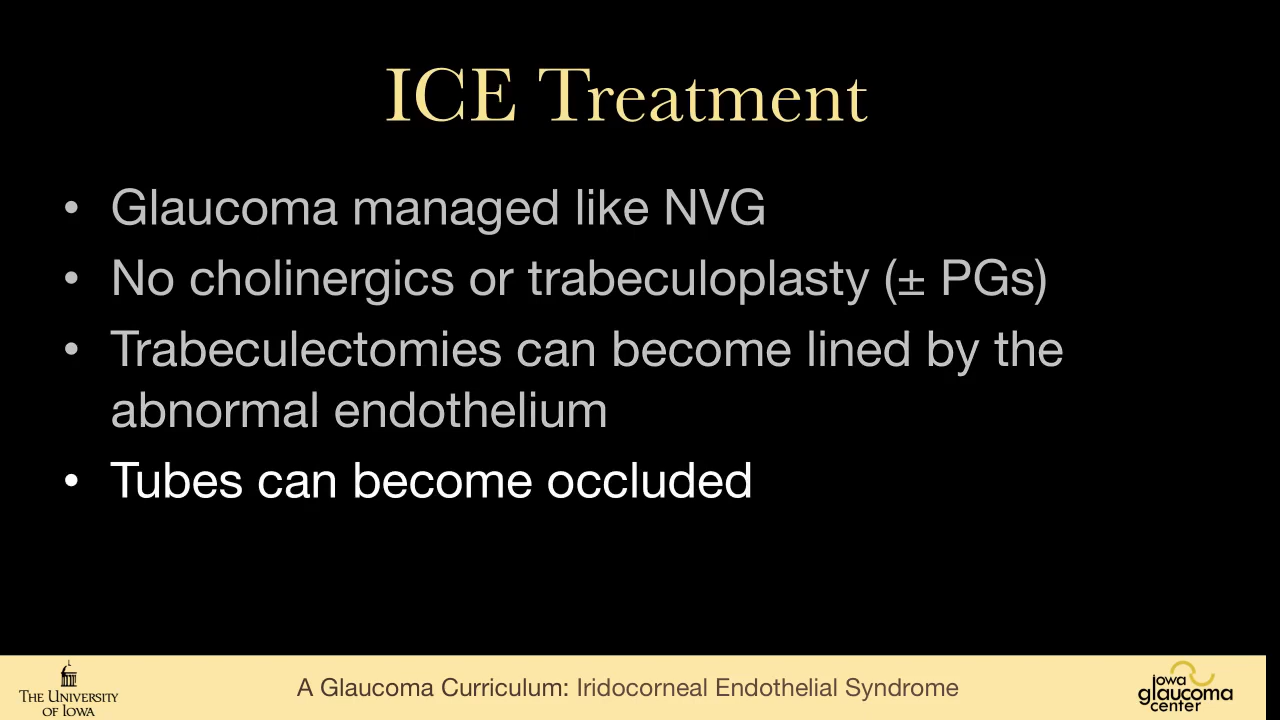 ICE Treatment
• Glaucoma managed like NVG
• No cholinergics or trabeculoplasty (± PGs)
• Trabeculectomies can become lined by the
abnormal endothelium
• Tubes can become occluded
THE UNIVERSITY
OF IOWA
A Glaucoma Curriculum: Iridocorneal Endothelial Syndrome
iowa
glaucoma
center